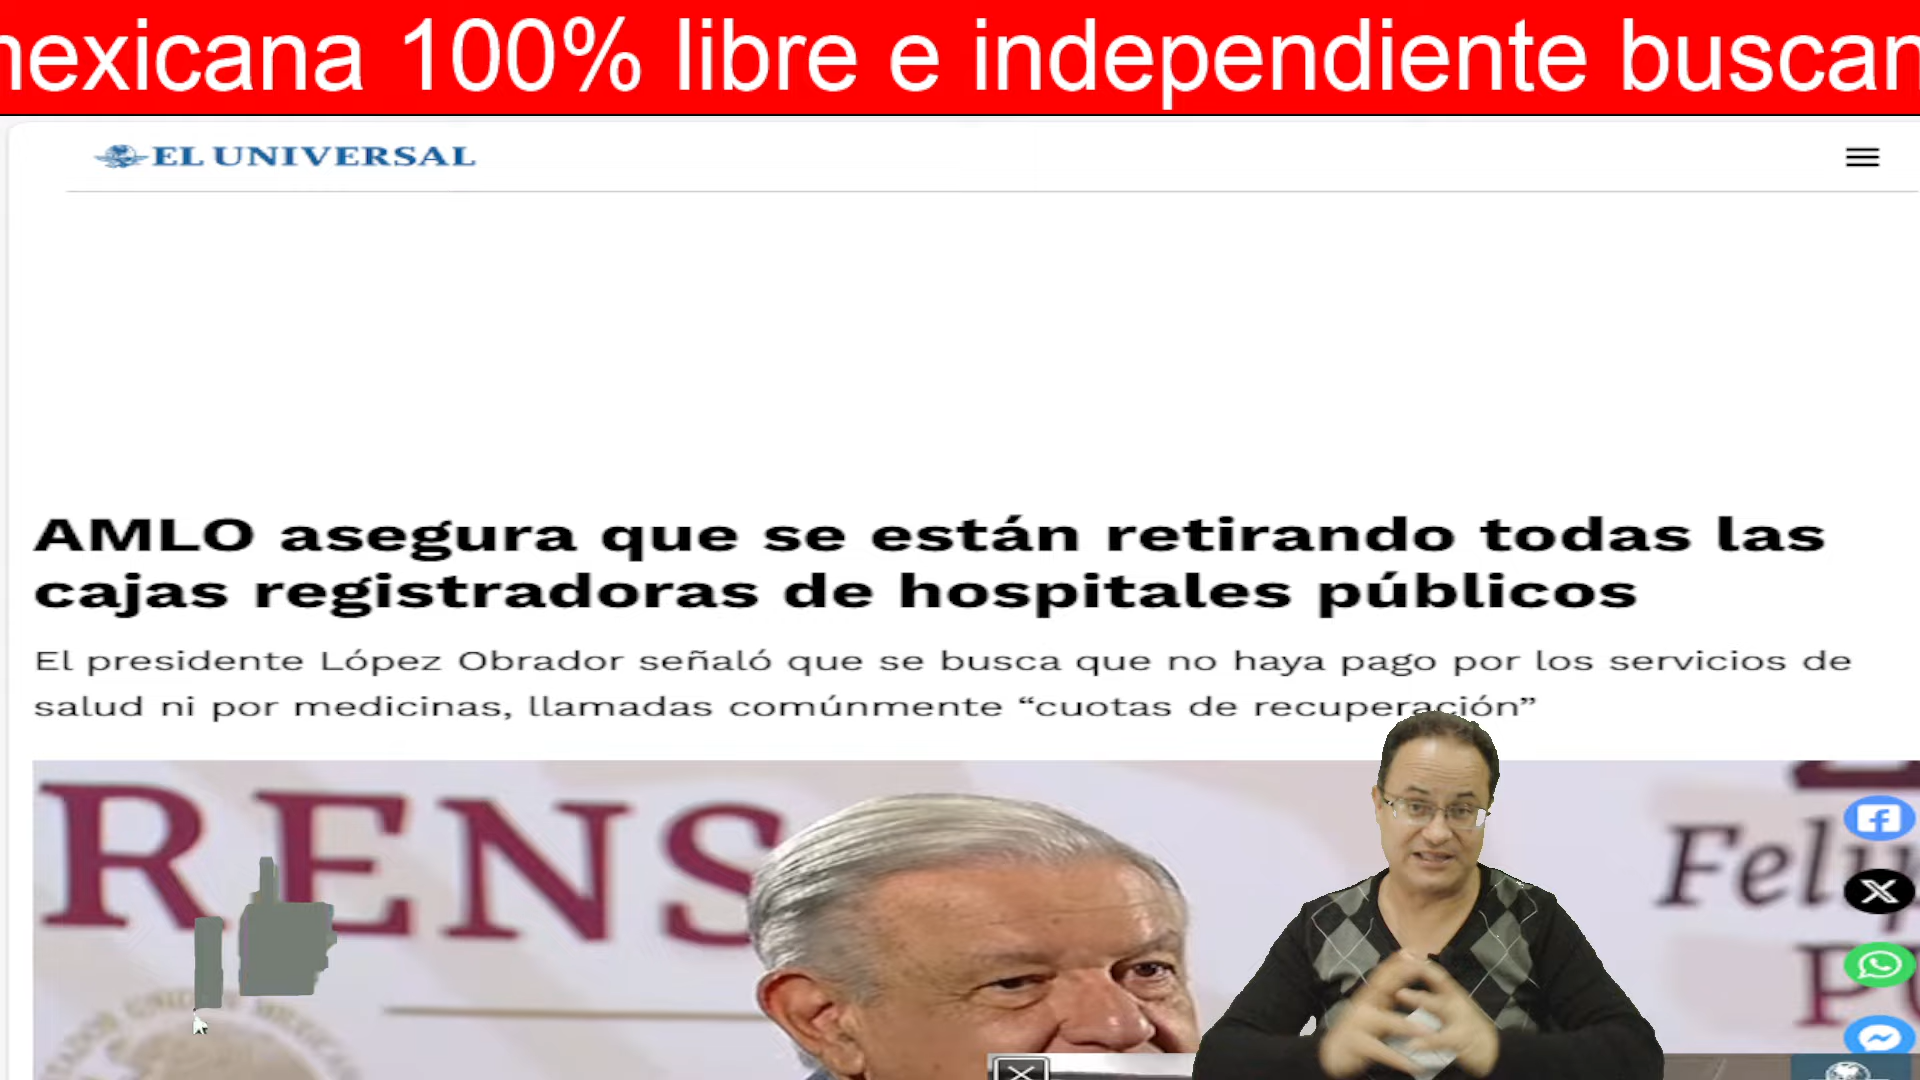 mexicana 100% libre e independiente buscan
EL UNIVERSAL
AMLO asegura que se están retirando todas las
cajas registradoras de hospitales públicos
El presidente López Obrador señaló que se busca que no haya pago por los servicios de
salud ni por medicinas, llamadas comúnmente “cuotas de recuperación”
RENS
Fel